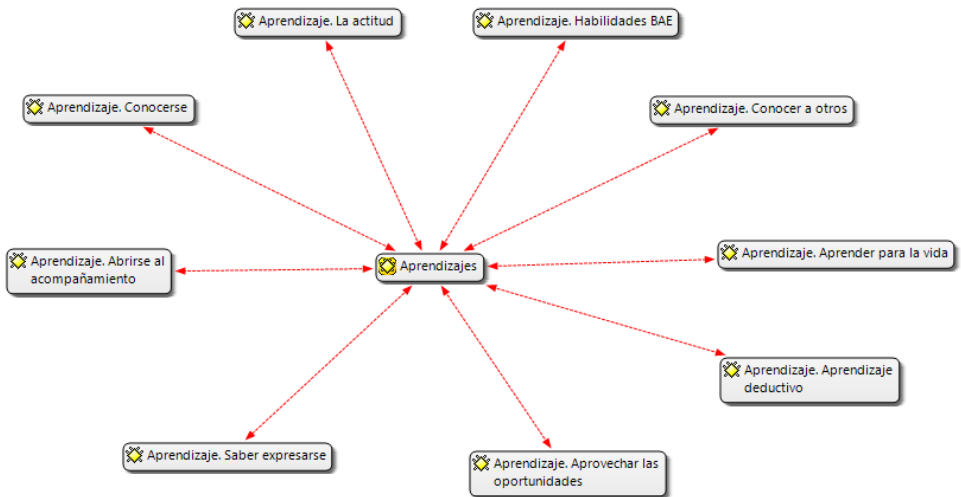 Aprendizaje. La actitud
Aprendizaje. Habilidades BAE
Aprendizaje. Conocerse
Aprendizaje. Conocer a otros
Aprendizaje. Abrirse al
acompañamiento
Aprendizajes
Aprendizaje. Aprender para la vida
Aprendizaje. Aprendizaje
deductivo
Aprendizaje. Saber expresarse
Aprendizaje. Aprovechar las
oportunidades